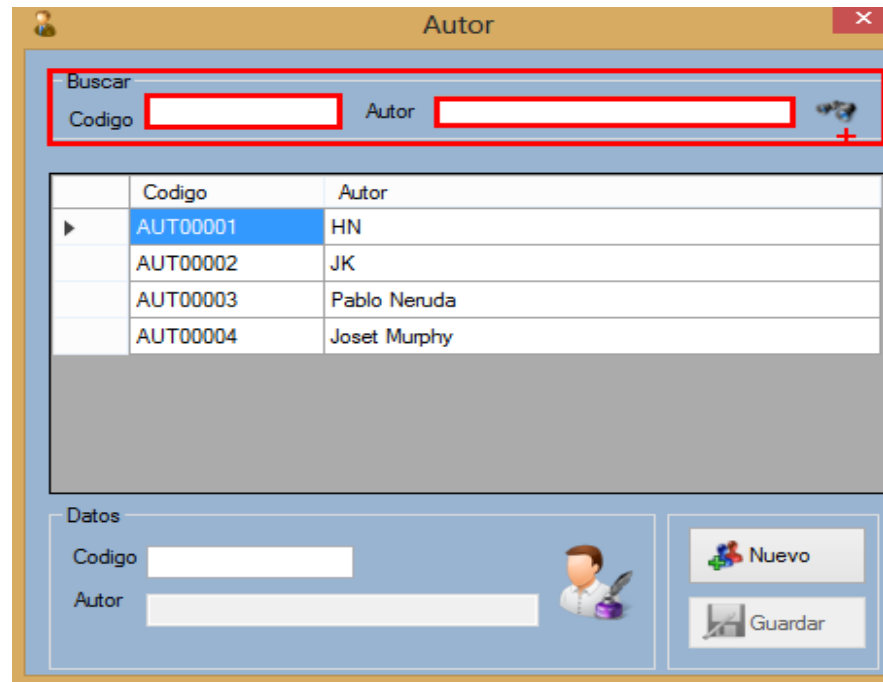 Autor
Buscar
Codigo Autor
Codigo Autor
AUT00001 HN
AUT00002 JK
AUT00003 Pablo Neruda
AUT00004 Joset Murphy
Datos
Codigo
Autor
Nuevo
Guardar